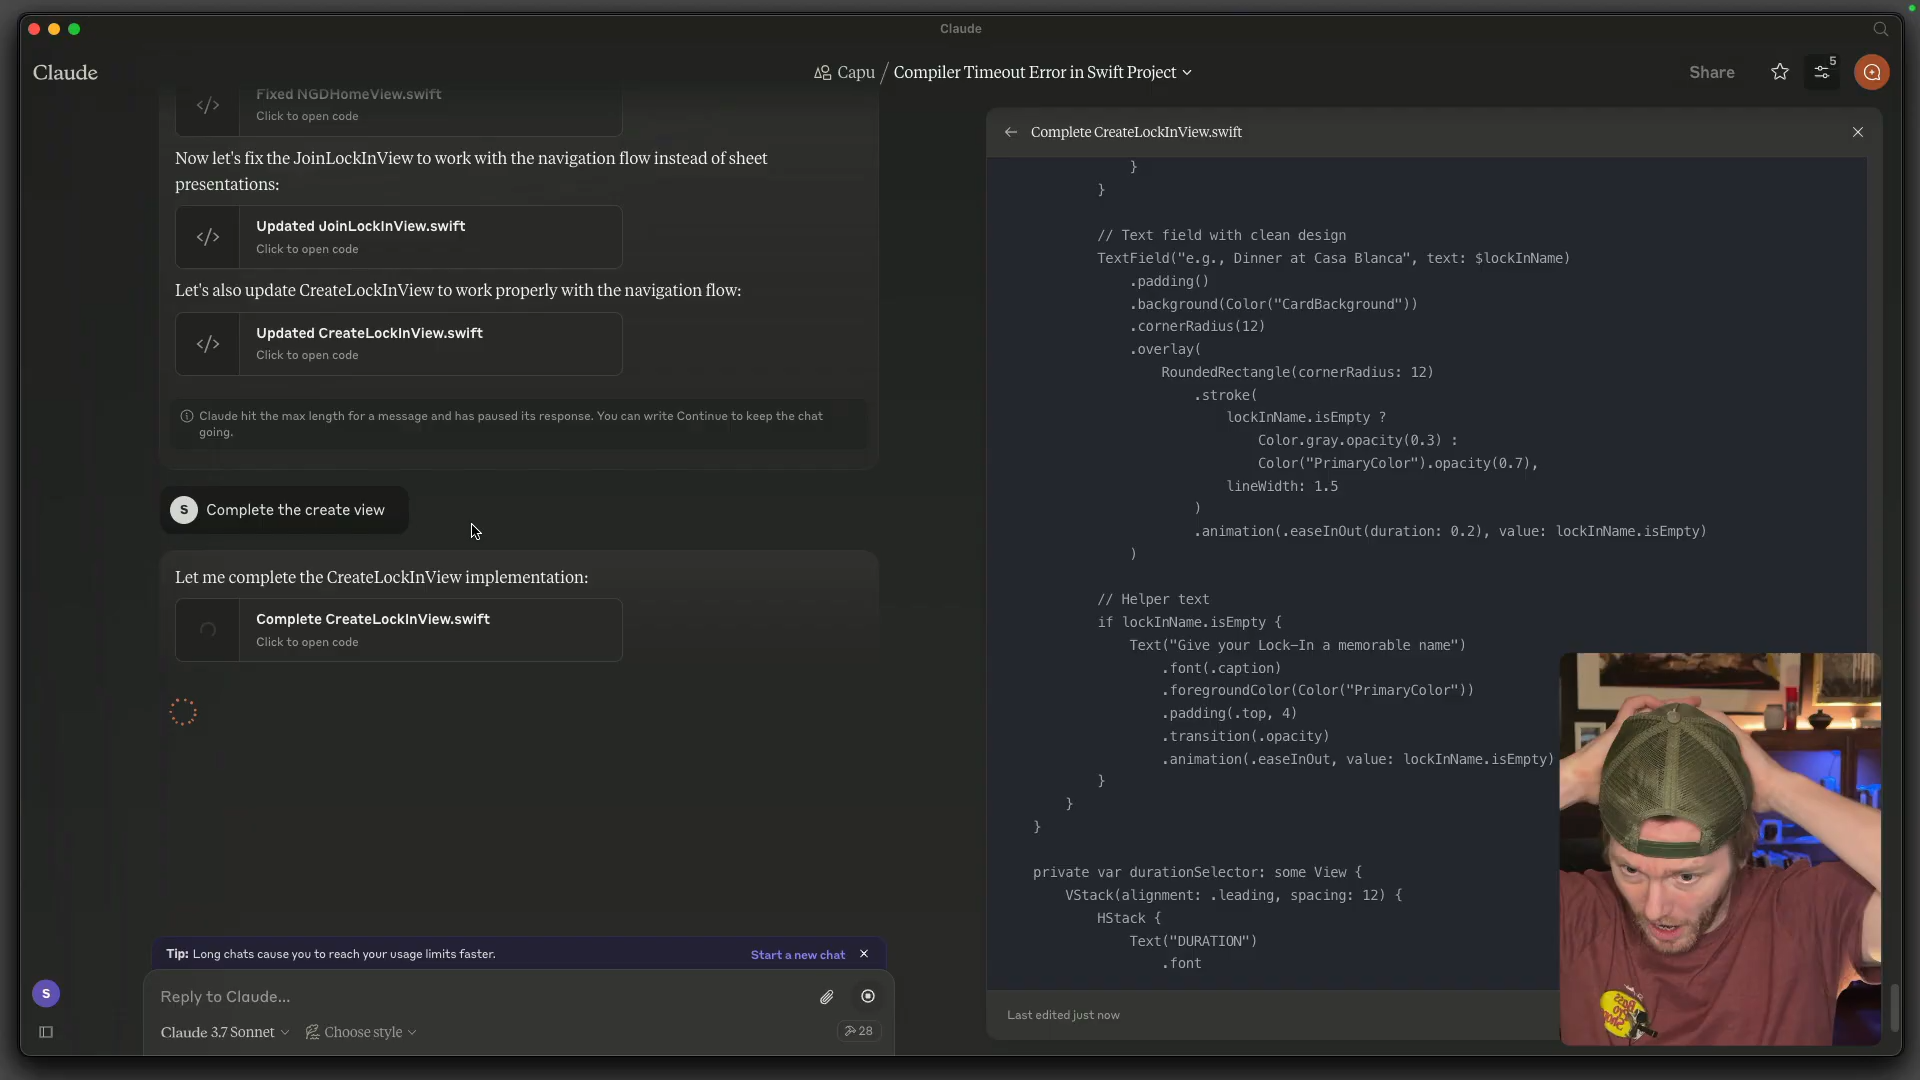 Claude
Claude
Capu / Compiler Timeout Error in Swift Project
Share
5
Fixed NGDHomeView.swift
Click to open code
Now let's fix the JoinLockInView to work with the navigation flow instead of sheet
presentations:
Updated JoinLockInView.swift
Click to open code
Let's also update CreateLockInView to work properly with the navigation flow:
Updated CreateLockInView.swift
Click to open code
Claude hit the max length for a message and has paused its response. You can write Continue to keep the chat
going.
S
Complete the create view
Let me complete the CreateLockInView implementation:
Complete CreateLockInView.swift
Click to open code
Tip: Long chats cause you to reach your usage limits faster.
Start a new chat
Reply to Claude...
Claude 3.7 Sonnet
Choose style
28
S
Complete CreateLockInView.swift
}
}
// Text field with clean design
TextField("e.g., Dinner at Casa Blanca", text: $lockInName)
.padding()
.background(Color("CardBackground"))
.cornerRadius(12)
.overlay(
RoundedRectangle(cornerRadius: 12)
.stroke(
lockInName.isEmpty ?
Color.gray.opacity(0.3) :
Color("PrimaryColor").opacity(0.7),
lineWidth: 1.5
)
.animation(.easeInOut(duration: 0.2), value: lockInName.isEmpty)
)
// Helper text
if lockInName.isEmpty {
Text("Give your Lock-In a memorable name")
.font(.caption)
.foregroundColor(Color("PrimaryColor"))
.padding(.top, 4)
.transition(.opacity)
.animation(.easeInOut, value: lockInName.isEmpty)
}
}
}
private var durationSelector: some View {
VStack(alignment: .leading, spacing: 12) {
HStack {
Text("DURATION")
.font
Last edited just now